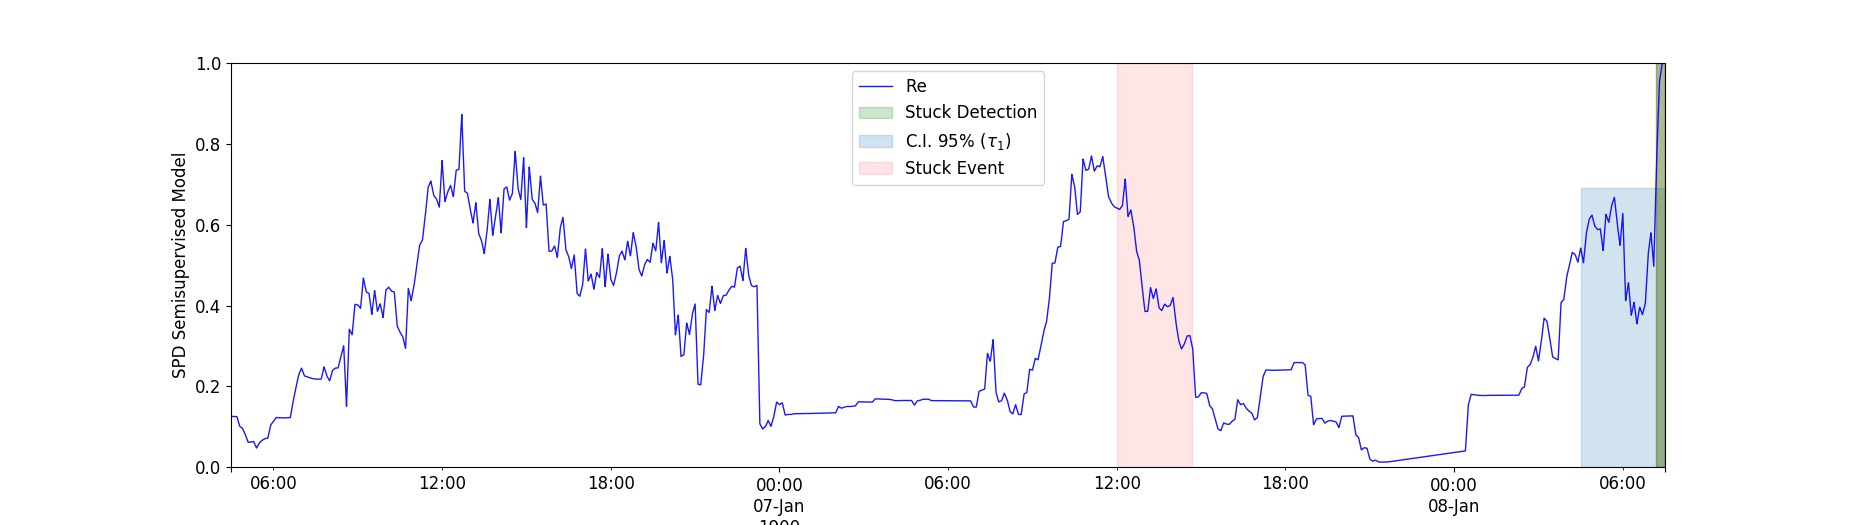 1.0
0.8
0.6
0.4
0.2
0.0
SPD Semisupervised Model
Re
Stuck Detection
C.I. 95% (τ₁)
Stuck Event
06:00 12:00 18:00 00:00 06:00 12:00 18:00 00:00 06:00
07-Jan 08-Jan
1900